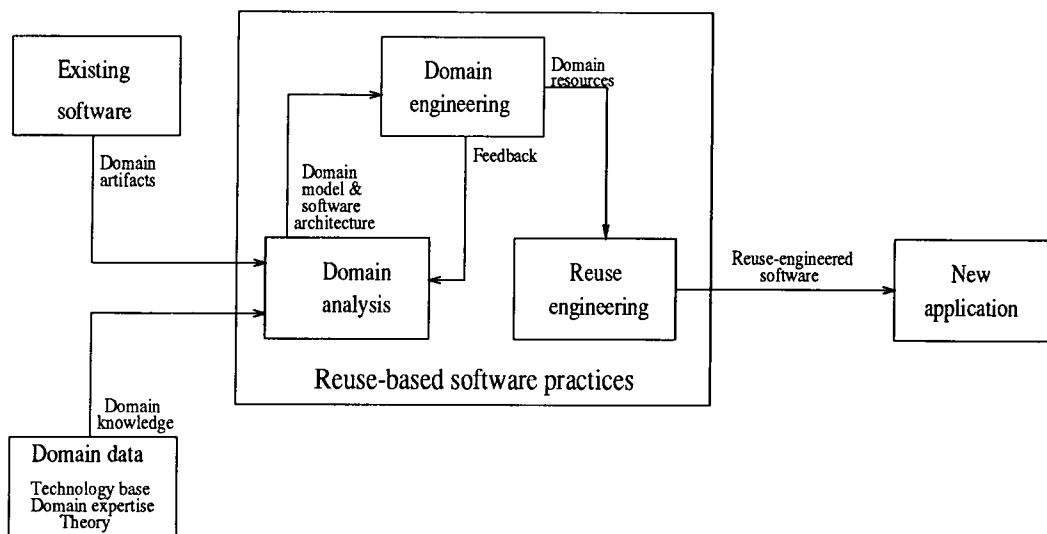 Existing
software
Domain
artifacts
Domain
engineering
Domain
resources
Feedback
Domain
model &
software
architecture
Domain
analysis
Reuse
engineering
Reuse-engineered
software
New
application
Reuse-based software practices
Domain
knowledge
Domain data
Technology base
Domain expertise
Theory